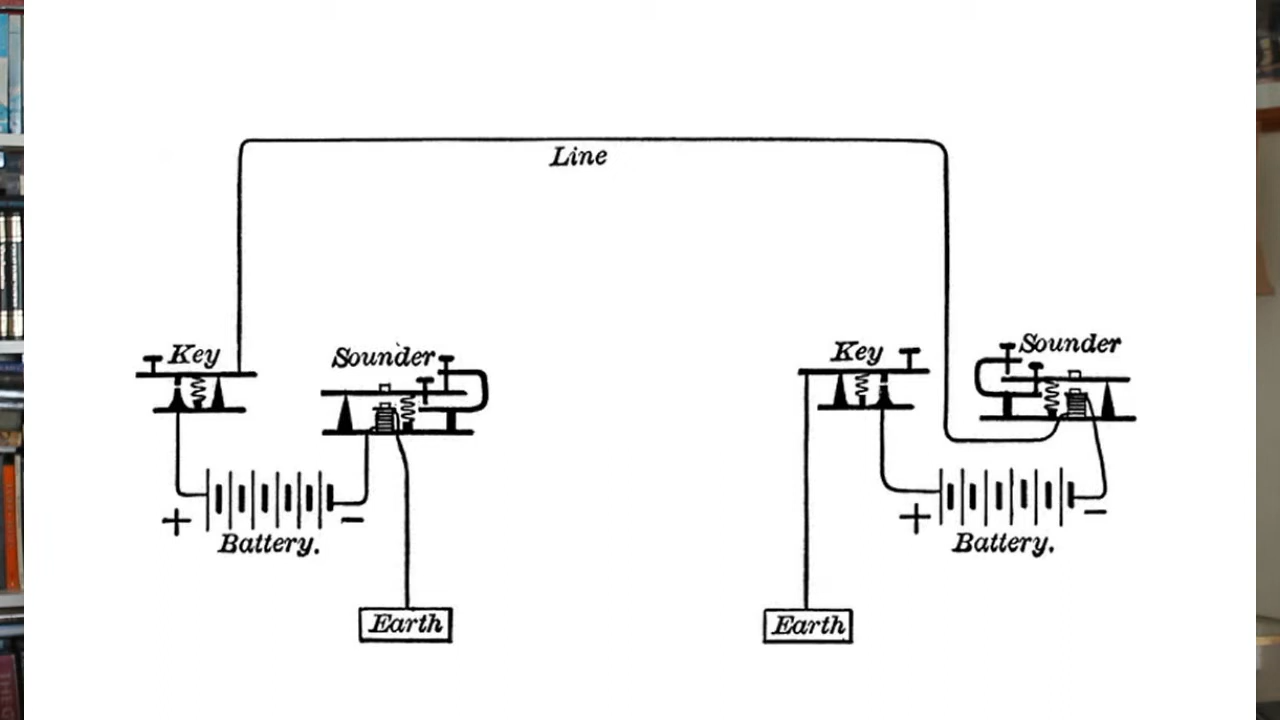 Line
Key
Sounder
Key
Sounder
+
−
Battery.
+
−
Battery.
Earth
Earth